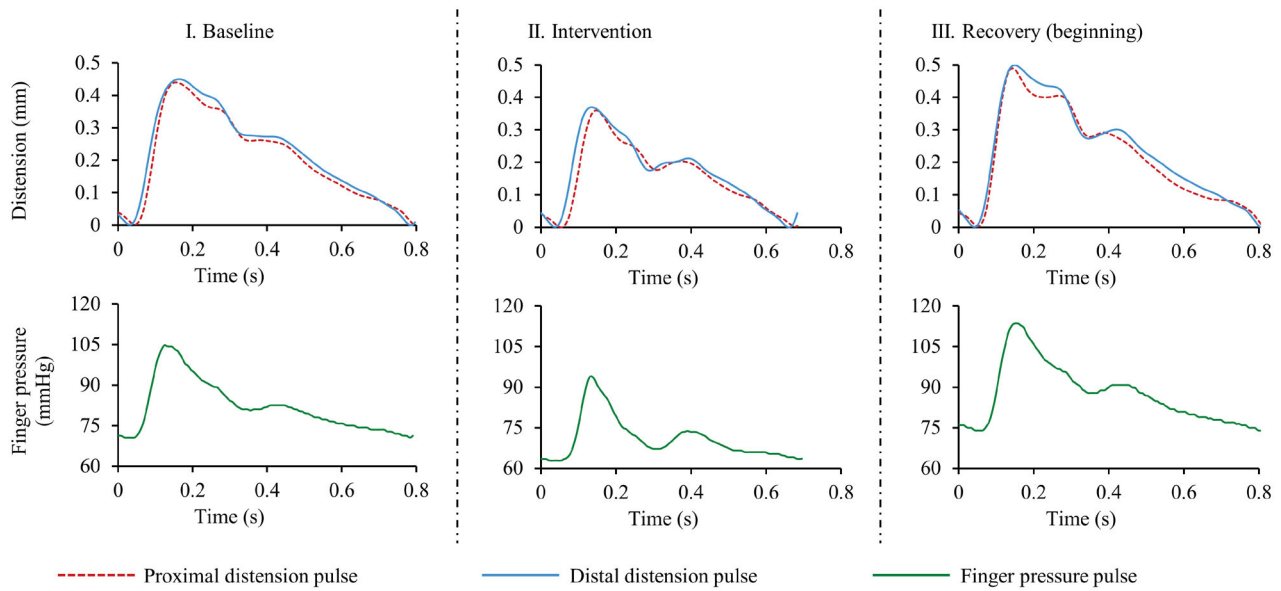 I. Baseline
II. Intervention
III. Recovery (beginning)
Distension (mm)
0.5
0.4
0.3
0.2
0.1
0
0 0.2 0.4 0.6 0.8
Time (s)
0.5
0.4
0.3
0.2
0.1
0
0 0.2 0.4 0.6 0.8
Time (s)
0.5
0.4
0.3
0.2
0.1
0
0 0.2 0.4 0.6 0.8
Time (s)
Finger pressure
(mmHg)
120
105
90
75
60
0 0.2 0.4 0.6 0.8
Time (s)
120
105
90
75
60
0 0.2 0.4 0.6 0.8
Time (s)
120
105
90
75
60
0 0.2 0.4 0.6 0.8
Time (s)
Proximal distension pulse
Distal distension pulse
Finger pressure pulse